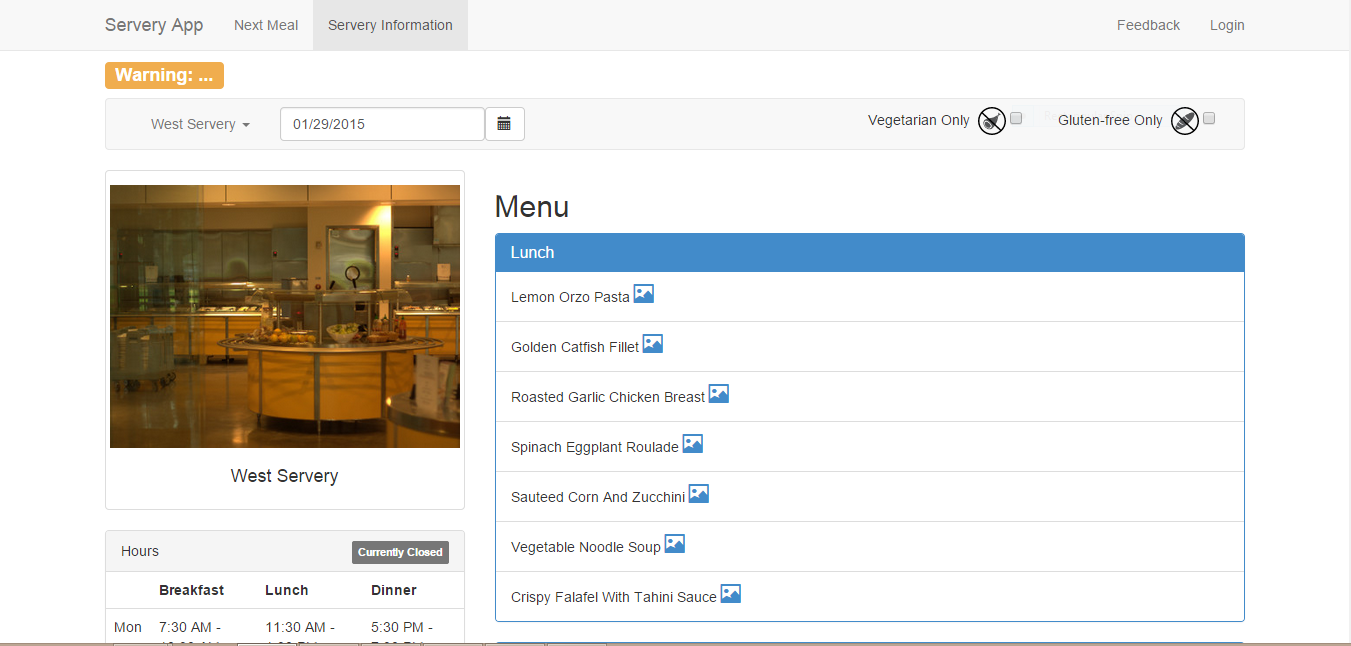 Servery App Next Meal Servery Information Feedback Login
Warning: ...
West Servery 01/29/2015 Vegetarian Only Gluten-free Only
West Servery
Hours Currently Closed
Breakfast Lunch Dinner
Mon 7:30 AM - 11:30 AM - 5:30 PM -
Menu
Lunch
Lemon Orzo Pasta
Golden Catfish Fillet
Roasted Garlic Chicken Breast
Spinach Eggplant Roulade
Sauteed Corn And Zucchini
Vegetable Noodle Soup
Crispy Falafel With Tahini Sauce